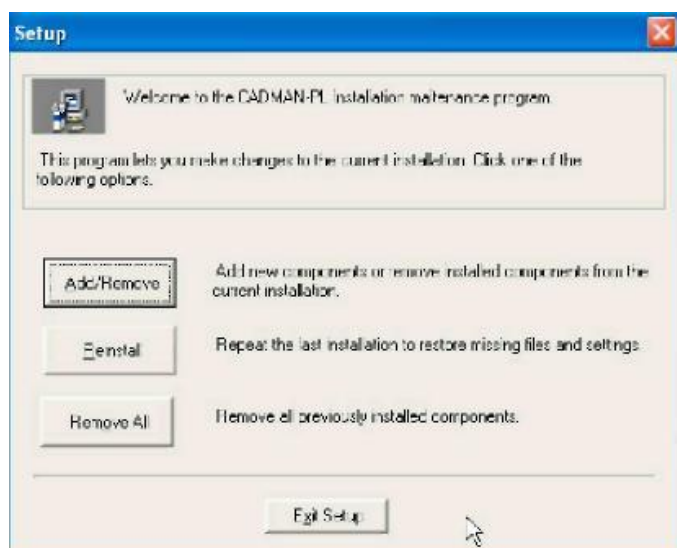 Setup
Welcome to the CADMAN-PL Installation maitenance program.
This program lets you make changes to the current installation. Click one of the
following options.
Add/Remove
Add new components or remove installed components from the
current installation.
Reinstall
Repeat the last installation to restore missing files and settings.
Remove All
Remove all previously installed components.
Exit Setup